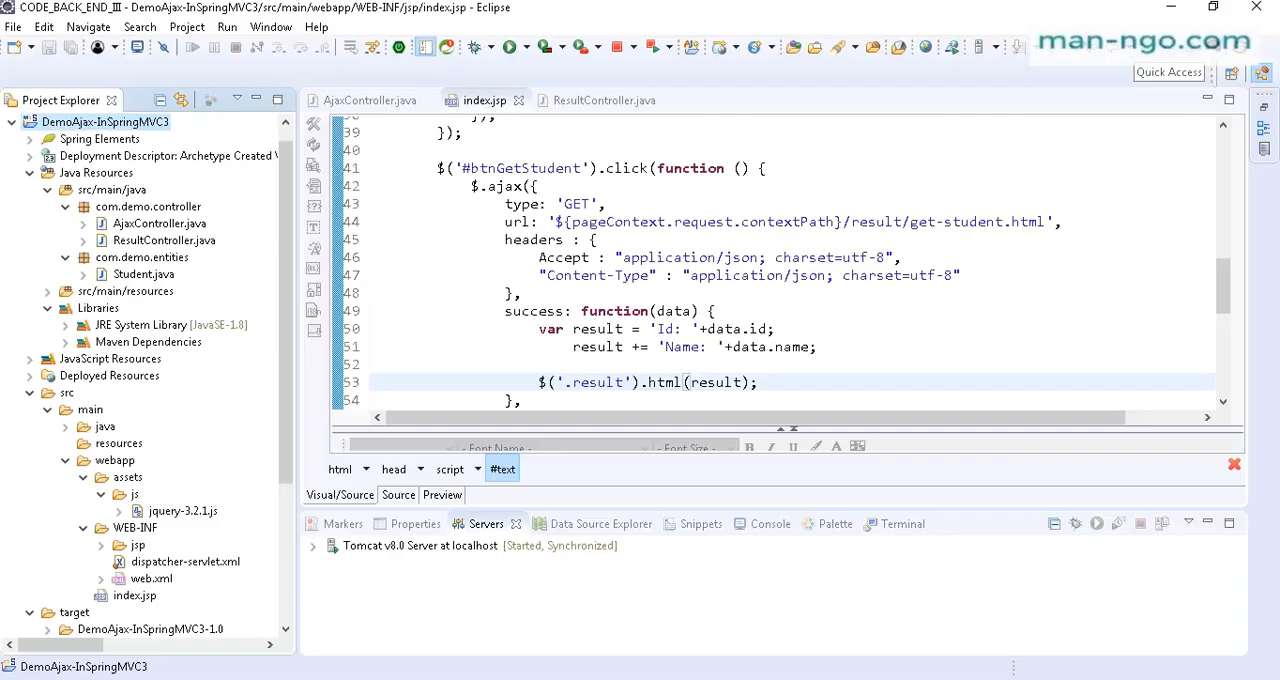 CODE_BACK_END_III - DemoAjax-InSpringMVC3/src/main/webapp/WEB-INF/jsp/index.jsp - Eclipse
File Edit Navigate Search Project Run Window Help
man-ngo.com
Quick Access
Project Explorer
DemoAjax-InSpringMVC3
Spring Elements
Deployment Descriptor: Archetype Created
Java Resources
src/main/java
com.demo.controller
AjaxController.java
ResultController.java
com.demo.entities
Student.java
src/main/resources
Libraries
JRE System Library [JavaSE-1.8]
Maven Dependencies
JavaScript Resources
Deployed Resources
src
main
java
resources
webapp
assets
js
jquery-3.2.1.js
WEB-INF
jsp
dispatcher-servlet.xml
web.xml
index.jsp
target
DemoAjax-InSpringMVC3-1.0
AjaxController.java index.jsp ResultController.java
38 });
39 });
40
41 $('#btnGetStudent').click(function () {
42 $.ajax({
43 type: 'GET',
44 url: '${pageContext.request.contextPath}/result/get-student.html',
45 headers : {
46 Accept : "application/json; charset=utf-8",
47 "Content-Type" : "application/json; charset=utf-8"
48 },
49 success: function(data) {
50 var result = 'Id: '+data.id;
51 result += 'Name: '+data.name;
52
53 $('.result').html(result);
54 },
- Font Name - - Font Size - B I U A
html head script #text
Visual/Source Source Preview
Markers Properties Servers Data Source Explorer Snippets Console Palette Terminal
Tomcat v8.0 Server at localhost [Started, Synchronized]
DemoAjax-InSpringMVC3